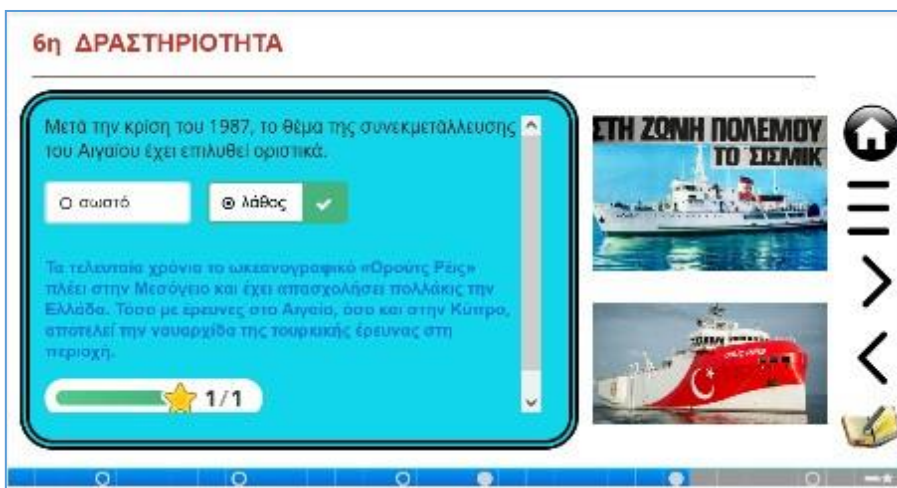 6η ΔΡΑΣΤΗΡΙΟΤΗΤΑ
Μετά την κρίση του 1987, το θέμα της συνεκμετάλλευσης
του Αιγαίου έχει επιλυθεί οριστικά.
σωστό
λάθος
Τα τελευταία χρόνια το ωκεανογραφικό «Ορούτς Ρέις»
πλέει στην Μεσόγειο και έχει απασχολήσει πολλάκις την
Ελλάδα. Τόσο με έρευνες στο Αιγαίο, όσο και στην Κύπρο,
αποτελεί την ναυαρχίδα της τουρκικής έρευνας στη
περιοχή.
1/1
ΣΤΗ ΖΩΝΗ ΠΟΛΕΜΟΥ
ΤΟ ΣΙΣΜΙΚ